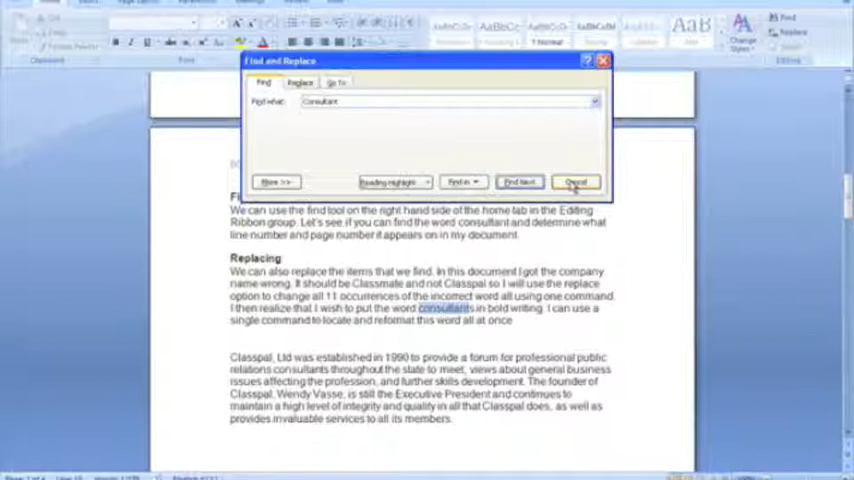 Find
Replace
Change
Styles
Editing
Find and Replace
Find Replace Go To
Find what: Consultant
More >> Reading Highlight Find in Find Next Cancel
We can use the find tool on the right hand side of the home tab in the Editing
Ribbon group. Let's see if you can find the word consultant and determine what
line number and page number it appears on in my document.
Replacing
We can also replace the items that we find. In this document I got the company
name wrong. It should be Classmate and not Classpal so I will use the replace
option to change all 11 occurrences of the incorrect word all using one command.
I then realize that I wish to put the word consultants in bold writing. I can use a
single command to locate and reformat this word all at once
Classpal, Ltd was established in 1990 to provide a forum for professional public
relations consultants throughout the state to meet, views about general business
issues affecting the profession, and further skills development. The founder of
Classpal, Wendy Vasse, is still the Executive President and continues to
maintain a high level of integrity and quality in all that Classpal does, as well as
provides invaluable services to all its members.